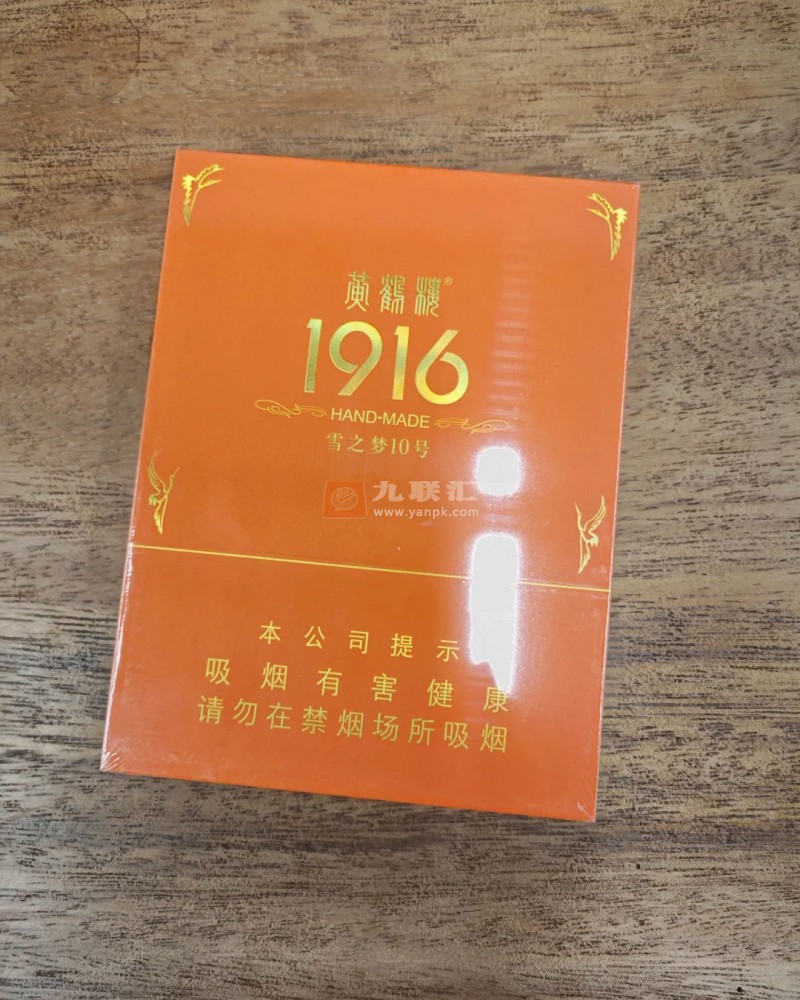 黄鹤楼®
1916
HAND-MADE
雪之梦10号
九联汇
www.yanpk.com
本公司提示
吸烟有害健康
请勿在禁烟场所吸烟